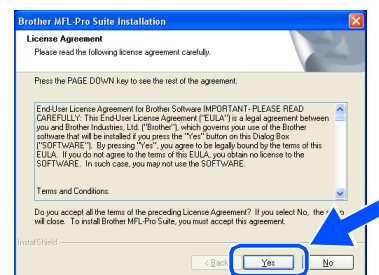 Brother MFL-Pro Suite Installation
License Agreement
Please read the following license agreement carefully.
Press the PAGE DOWN key to see the rest of the agreement.
End-User License Agreement for Brother Software IMPORTANT- PLEASE READ
CAREFULLY: This End-User License Agreement ("EULA") is a legal agreement between
you and Brother Industries, Ltd. ("Brother"), which governs your use of the Brother
software that will be installed if you press the "Yes" button on this Dialog Box
("SOFTWARE"). By pressing "Yes", you agree to be legally bound by the terms of this
EULA. If you do not agree to the terms of this EULA, you obtain no license to the
SOFTWARE. In such case, you may not use the SOFTWARE.
Terms and Conditions.
Do you accept all the terms of the preceding License Agreement? If you select No, the
will close. To install Brother MFL-Pro Suite, you must accept this agreement.
InstallShield
< Back
Yes
No